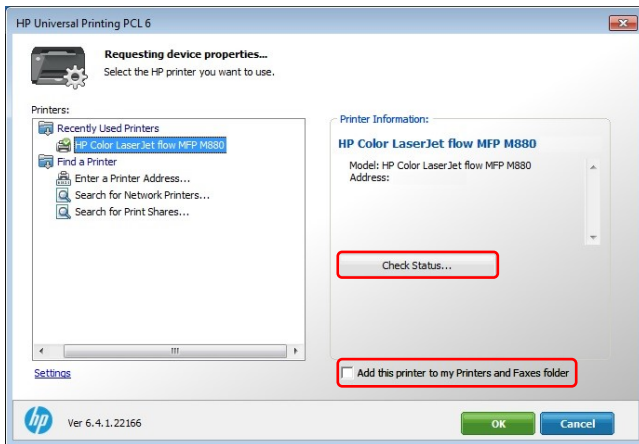 HP Universal Printing PCL 6
Requesting device properties...
Select the HP printer you want to use.
Printers:
Recently Used Printers
HP Color LaserJet flow MFP M880
Find a Printer
Enter a Printer Address...
Search for Network Printers...
Search for Print Shares...
Settings
Printer Information:
HP Color LaserJet flow MFP M880
Model: HP Color LaserJet flow MFP M880
Address:
Check Status...
Add this printer to my Printers and Faxes folder
hp
Ver 6.4.1.22166
OK
Cancel